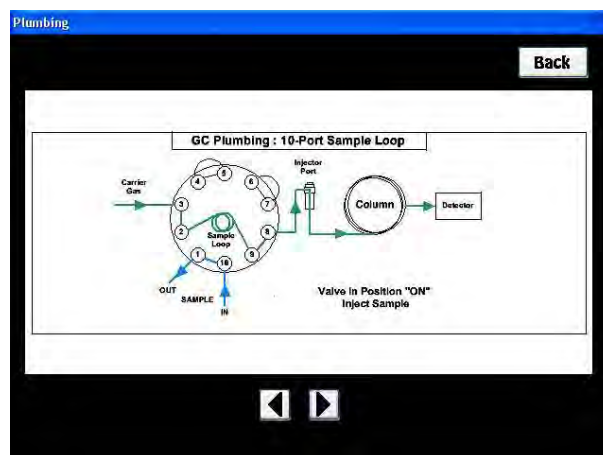 Plumbing
Back
GC Plumbing : 10-Port Sample Loop
Injector
Port
Carrier
Gas
5
4
6
3
7
Column
Detector
2
Sample
Loop
8
1
10
9
OUT
SAMPLE
IN
Valve In Position "ON"
Inject Sample